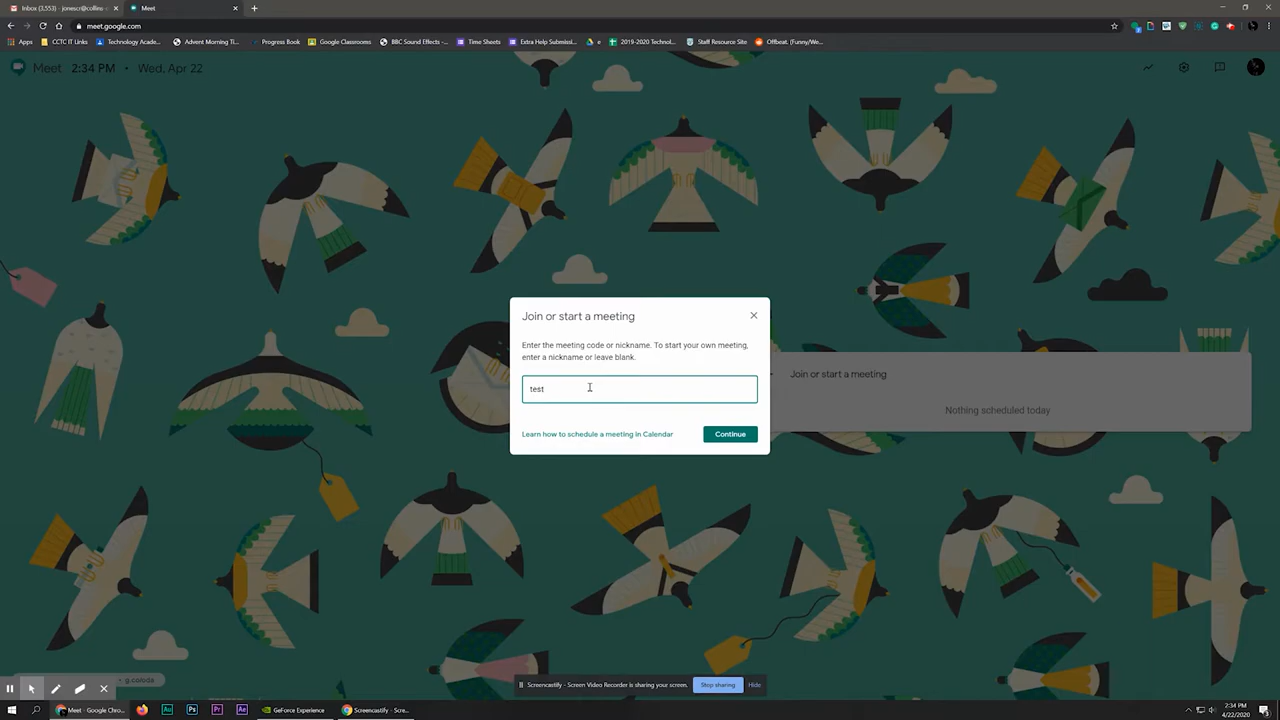 Inbox (3,553) - jonescr@collins-
Meet
meet.google.com
Apps
CCTC IT Links
Technology Acade...
Advent Morning Ti...
Progress Book
Google Classrooms
BBC Sound Effects -...
Time Sheets
Extra Help Submissi...
e
2019-2020 Technol...
Staff Resource Site
Offbeat. (Funny/We...
Meet 2:34 PM • Wed, Apr 22
Join or start a meeting
Enter the meeting code or nickname. To start your own meeting,
enter a nickname or leave blank.
test
Learn how to schedule a meeting in Calendar
Continue
Join or start a meeting
Nothing scheduled today
Screencastify - Screen Video Recorder is sharing your screen.
Stop sharing
Hide
Meet - Google Chro...
Au
Ps
Pr
Ae
GeForce Experience
Screencastify - Scre...
2:34 PM
4/22/2020